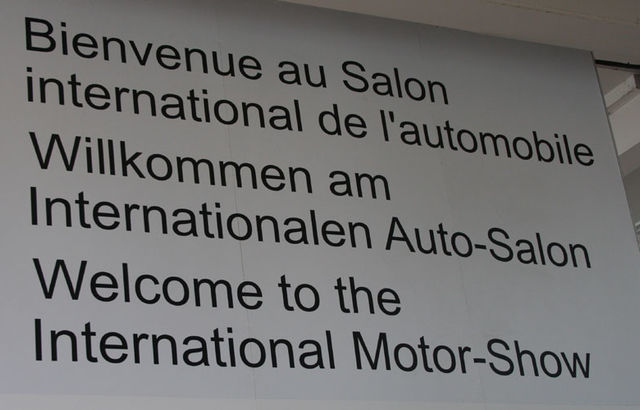 Bienvenue au Salon
international de l'automobile
Willkommen am
Internationalen Auto-Salon
Welcome to the
International Motor-Show